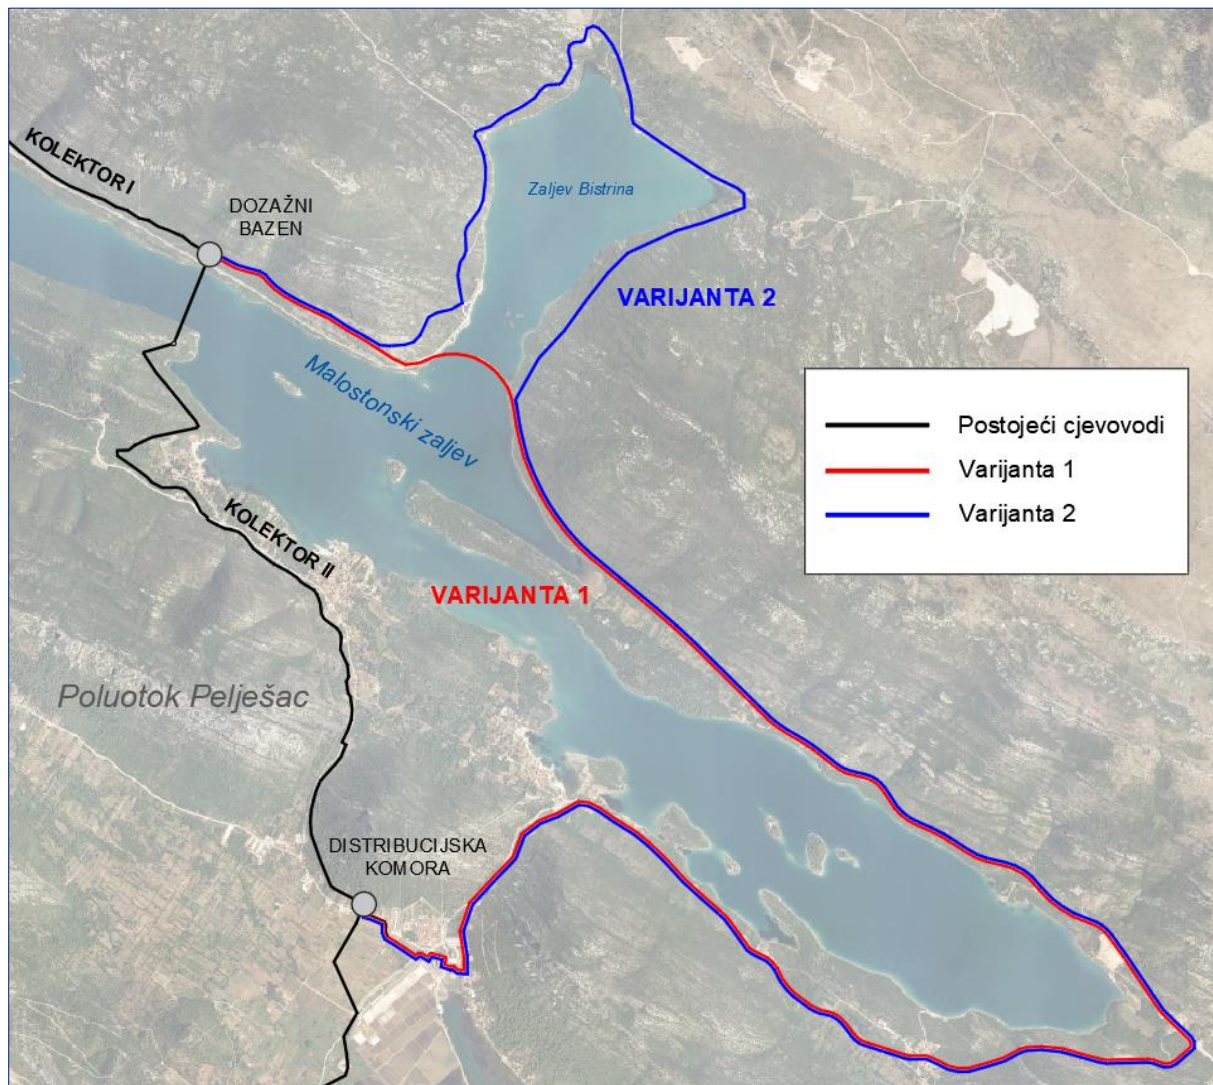 KOLEKTOR I
DOZAŽNI
BAZEN
Zaljev Bistrina
VARIJANTA 2
Malostonski zaljev
Postojeći cjevovodi
Varijanta 1
Varijanta 2
KOLEKTOR II
VARIJANTA 1
Poluotok Pelješac
DISTRIBUCIJSKA
KOMORA